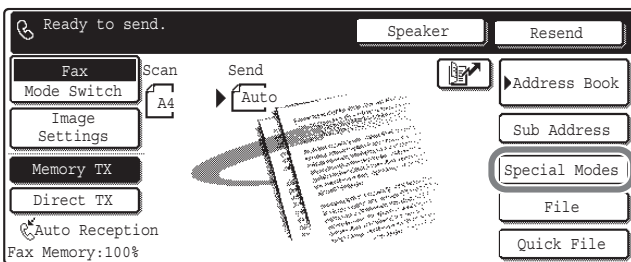 Ready to send.
Speaker
Resend
Fax
Mode Switch
Scan
A4
Send
Auto
Address Book
Image
Settings
Sub Address
Memory TX
Special Modes
Direct TX
File
Auto Reception
Quick File
Fax Memory:100%